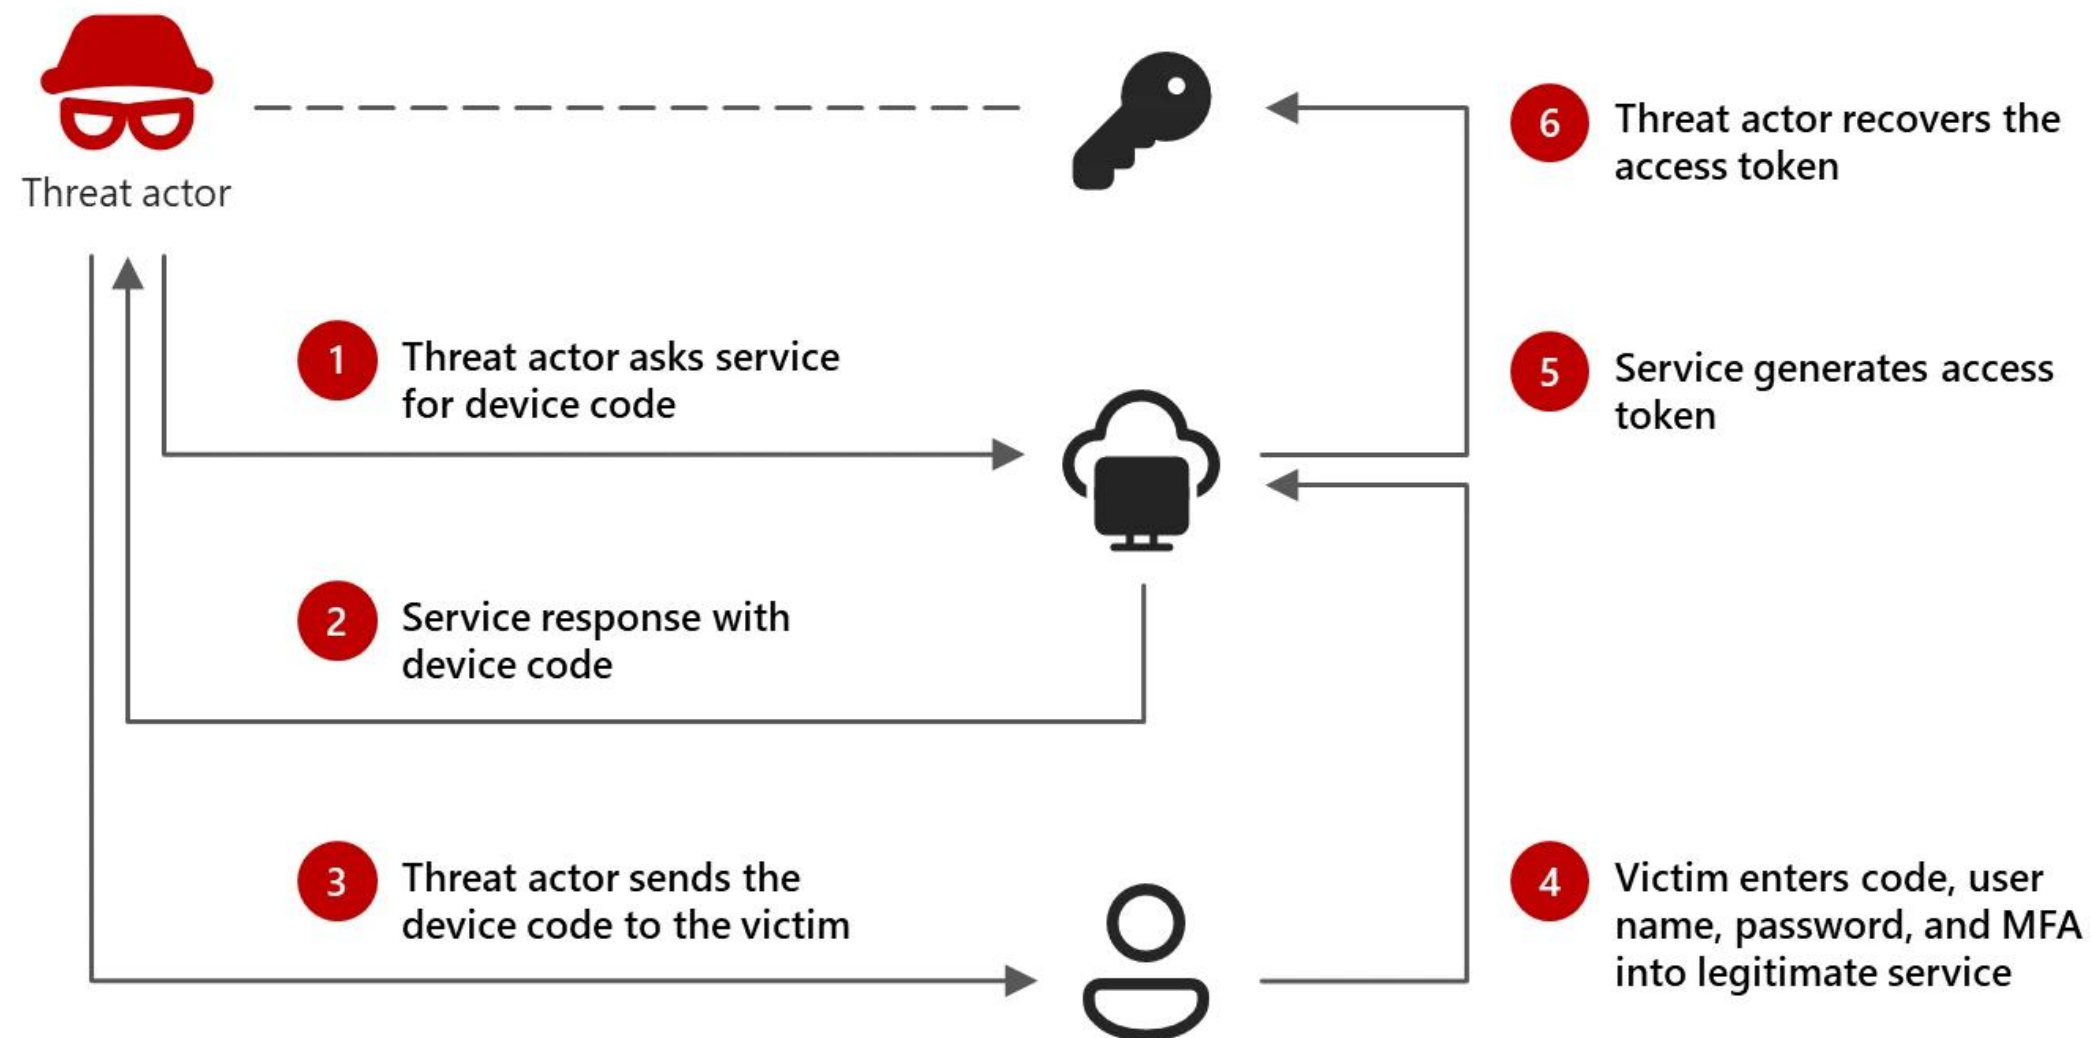 Threat actor
1
Threat actor asks service
for device code
2
Service response with
device code
3
Threat actor sends the
device code to the victim
4
Victim enters code, user
name, password, and MFA
into legitimate service
5
Service generates access
token
6
Threat actor recovers the
access token